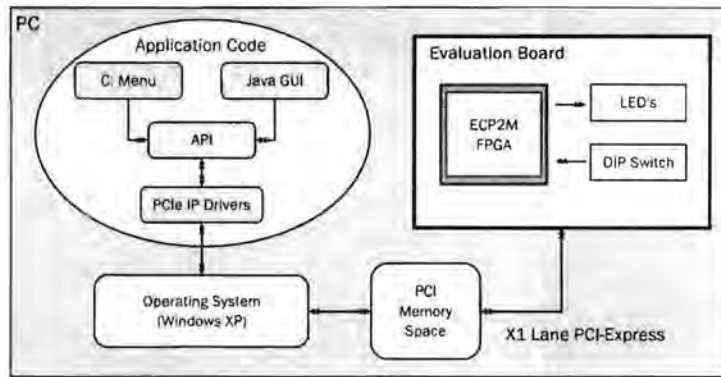 PC
Application Code
C: Menu
Java GUI
API
PCIe IP Drivers
Operating System
(Windows XP)
PCI
Memory
Space
Evaluation Board
ECP2M
FPGA
LED's
DIP Switch
X1 Lane PCI-Express